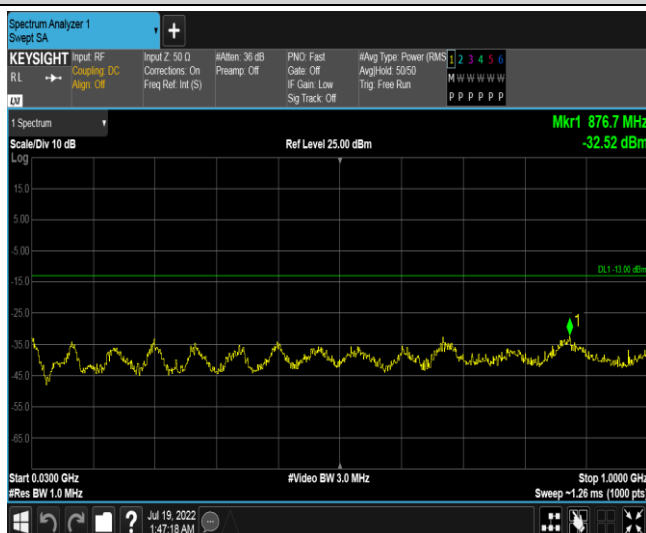 Spectrum Analyzer 1
Swept SA
+
KEYSIGHT
RL
Input: RF
Coupling: DC
Align: Off
Input Z: 50 Ω
Corrections: On
Freq Ref: Int (S)
#Atten: 36 dB
Preamp: Off
PNO: Fast
Gate: Off
IF Gain: Low
Sig Track: Off
#Avg Type: Power (RMS
Avg|Hold: 50/50
Trig: Free Run
1 2 3 4 5 6
M W W W W W
P P P P P P
LXI
1 Spectrum
Mkr1 876.7 MHz
Scale/Div 10 dB
Ref Level 25.00 dBm
-32.52 dBm
Log
15.0
5.00
-5.00
DL1 -13.00 dBm
-15.0
-25.0
1
-35.0
-45.0
-55.0
-65.0
Start 0.0300 GHz
#Video BW 3.0 MHz
Stop 1.0000 GHz
#Res BW 1.0 MHz
Sweep ~1.26 ms (1000 pts)
?
Jul 19, 2022
1:47:18 AM